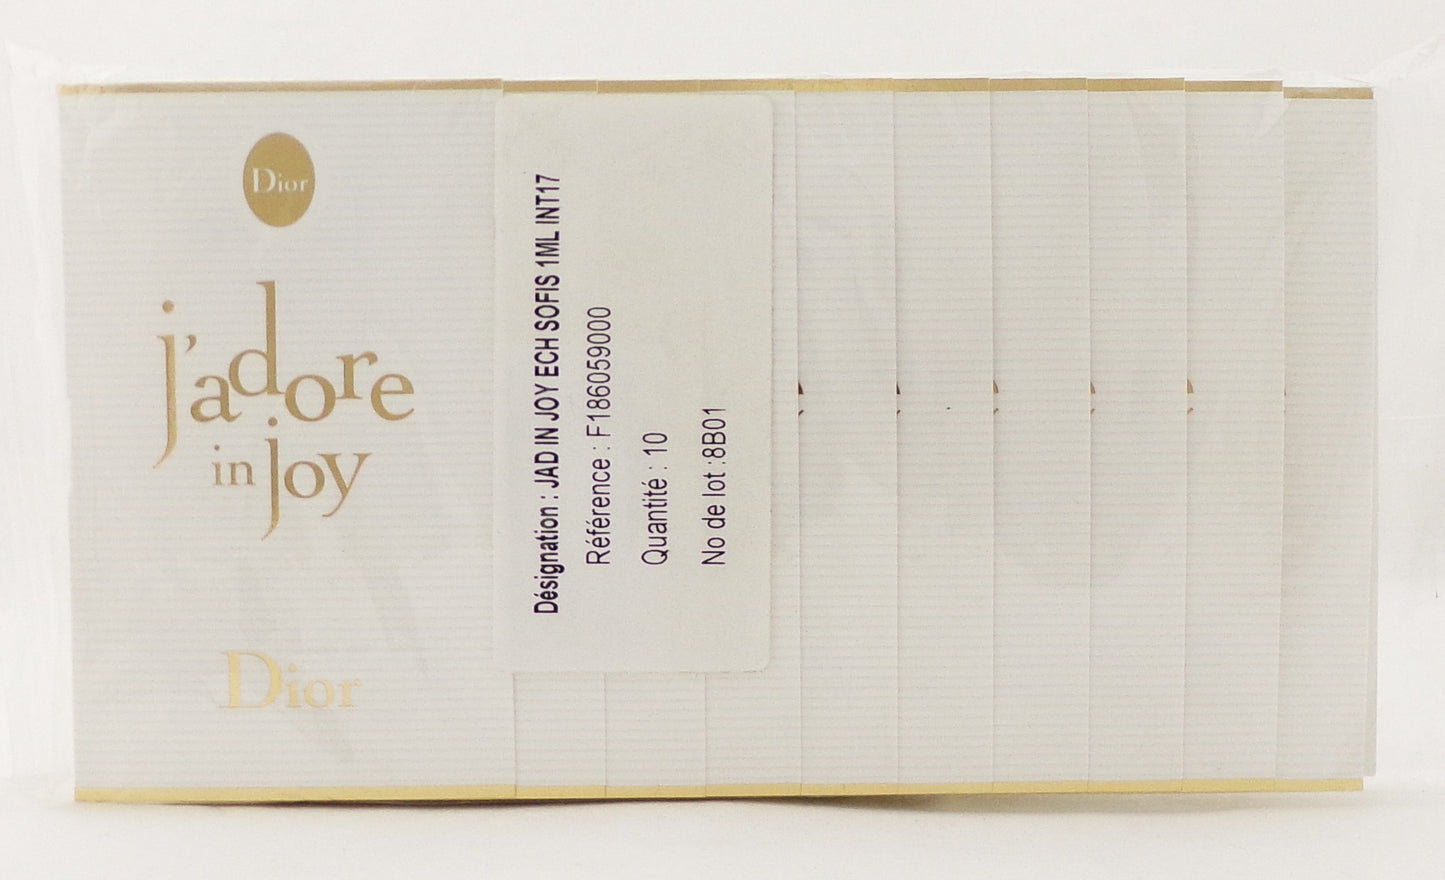 Dior
j'adore
in joy
Dior
Désignation : JAD IN JOY ECH SOFIS 1ML INT17
Référence : F186059000
Quantité : 10
No de lot :8B01